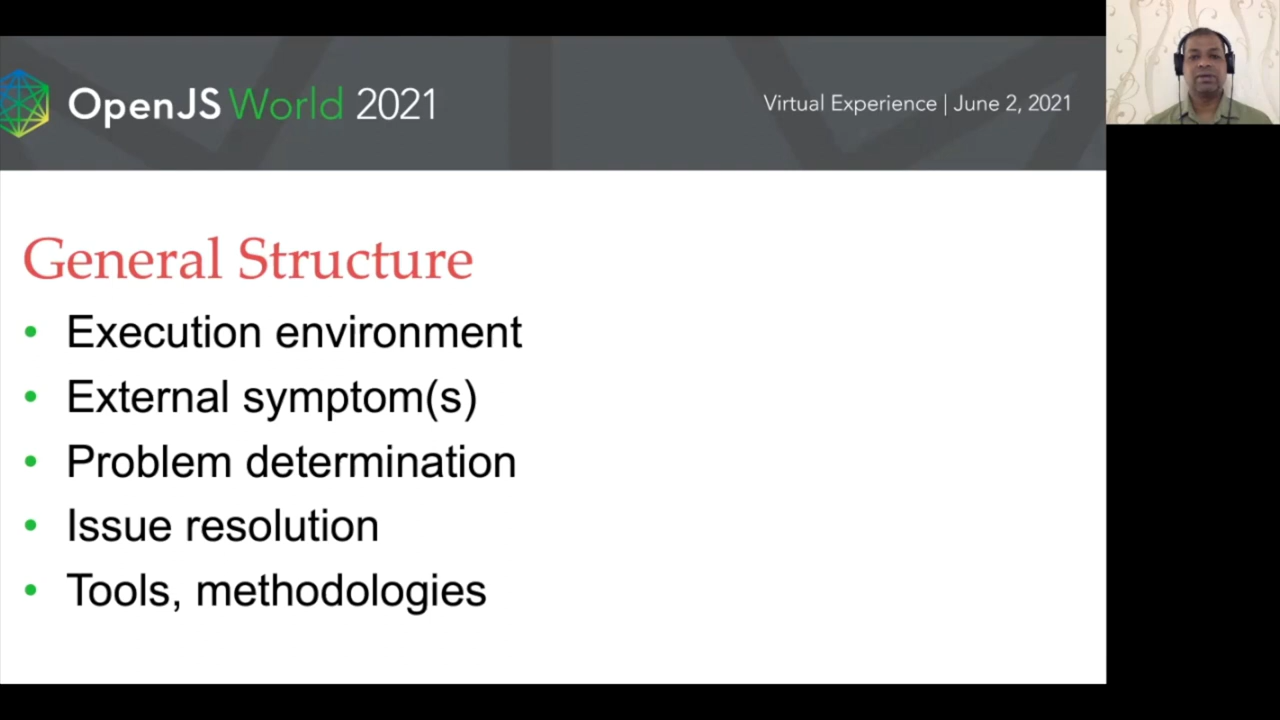 OpenJS World 2021
Virtual Experience | June 2, 2021
General Structure
• Execution environment
• External symptom(s)
• Problem determination
• Issue resolution
• Tools, methodologies